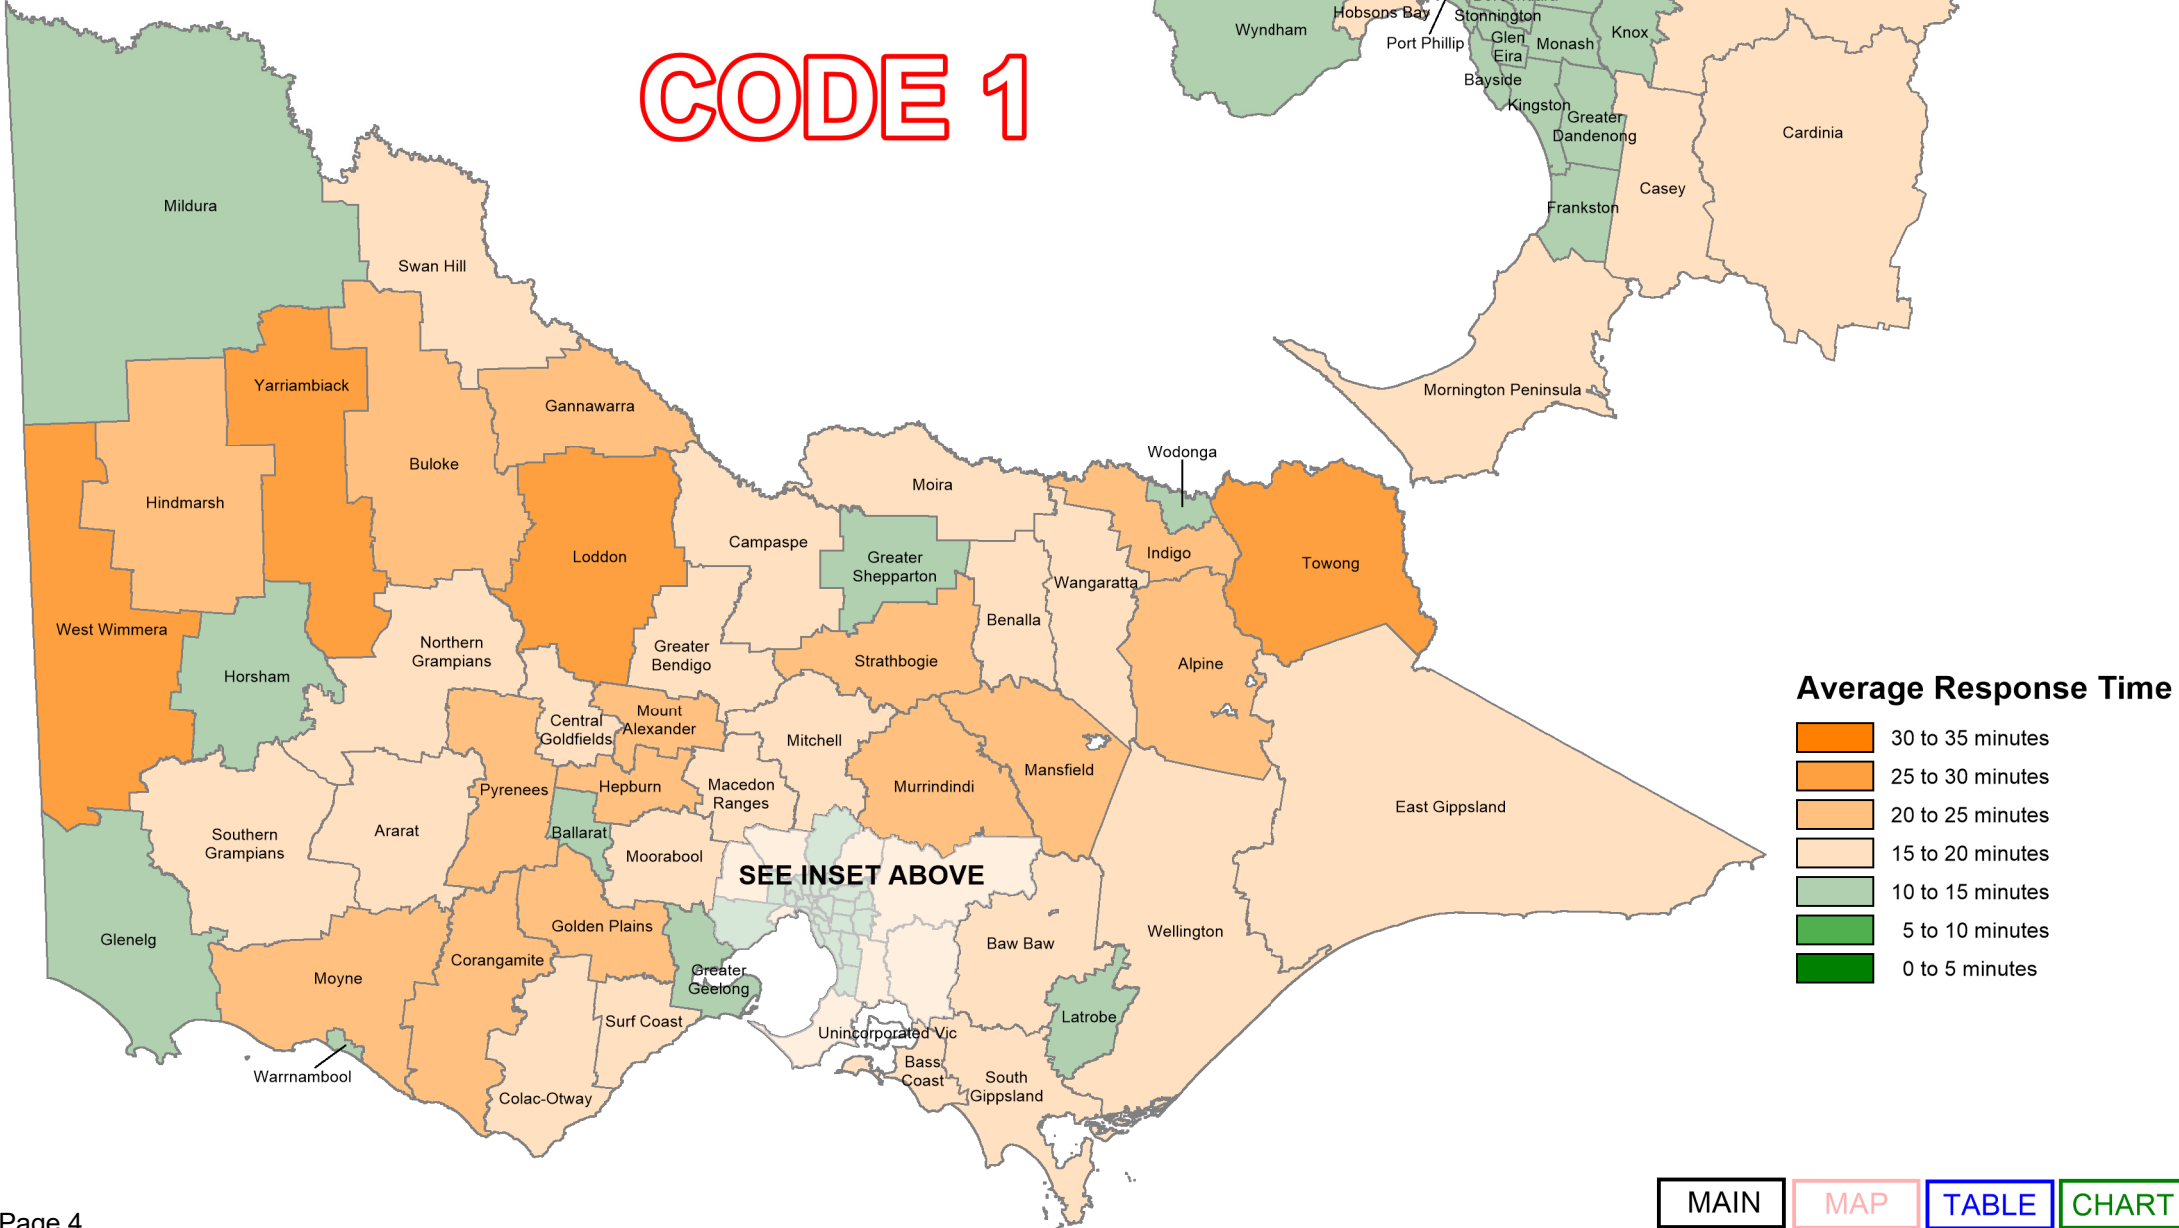 Hobsons Bay
Stonnington
Wyndham
Port Phillip
Glen
Eira
Monash
Knox
Bayside
CODE 1
Kingston
Greater
Dandenong
Cardinia
Casey
Frankston
Mildura
Swan Hill
Yarriambiack
Gannawarra
Mornington Peninsula
Wodonga
Buloke
Moira
Hindmarsh
Campaspe
Loddon
Greater
Shepparton
Indigo
Wangaratta
Towong
Benalla
West Wimmera
Northern
Grampians
Greater
Bendigo
Strathbogie
Alpine
Horsham
Average Response Time
Central
Goldfields
Mount
Alexander
Mitchell
30 to 35 minutes
Mansfield
25 to 30 minutes
Pyrenees
Hepburn
Macedon
Ranges
Murrindindi
East Gippsland
20 to 25 minutes
Southern
Grampians
Ararat
Ballarat
Moorabool
15 to 20 minutes
SEE INSET ABOVE
10 to 15 minutes
Golden Plains
Wellington
5 to 10 minutes
Glenelg
Baw Baw
Corangamite
Moyne
Greater
Geelong
0 to 5 minutes
Surf Coast
Latrobe
Unincorporated Vic
Warrnambool
Bass
Coast
South
Gippsland
Colac-Otway
MAIN
MAP
TABLE
CHART
Page 4